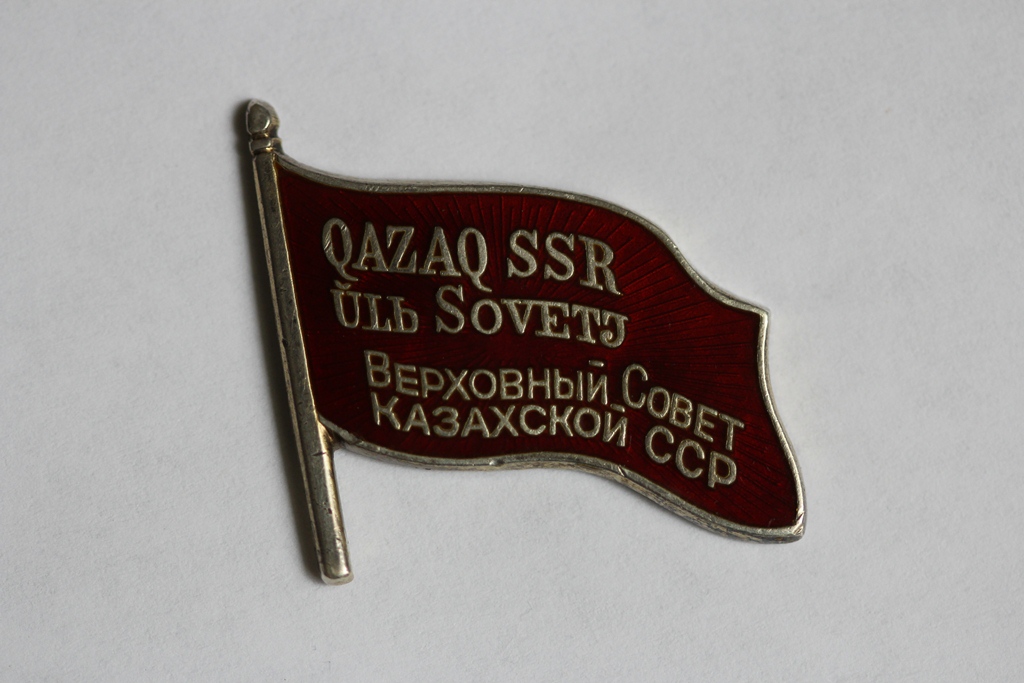 QAZAQ SSR
ŬLЬ SOVETJ
ВЕРХОВНЫЙ СОВЕТ
КАЗАХСКОЙ ССР